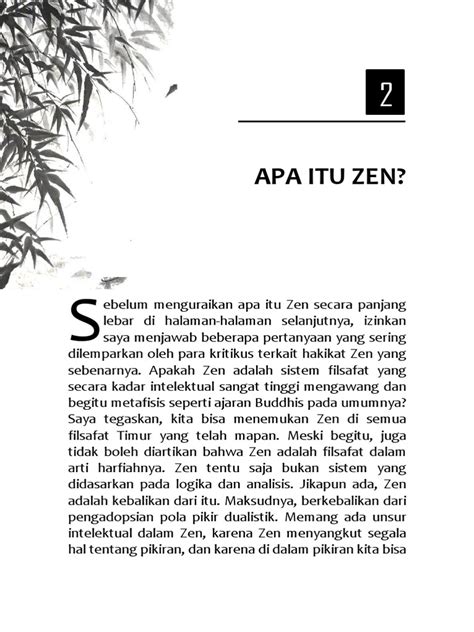 2
APA ITU ZEN?
Sebelum menguraikan apa itu Zen secara panjang
lebar di halaman-halaman selanjutnya, izinkan
saya menjawab beberapa pertanyaan yang sering
dilemparkan oleh para kritikus terkait hakikat Zen yang
sebenarnya. Apakah Zen adalah sistem filsafat yang
secara kadar intelektual sangat tinggi mengawang dan
begitu metafisis seperti ajaran Buddhis pada umumnya?
Saya tegaskan, kita bisa menemukan Zen di semua
filsafat Timur yang telah mapan. Meski begitu, juga
tidak boleh diartikan bahwa Zen adalah filsafat dalam
arti harfiahnya. Zen tentu saja bukan sistem yang
didasarkan pada logika dan analisis. Jikapun ada, Zen
adalah kebalikan dari itu. Maksudnya, berkebalikan dari
pengadopsian pola pikir dualistik. Memang ada unsur
intelektual dalam Zen, karena Zen menyangkut segala
hal tentang pikiran, dan karena di dalam pikiran kita bisa